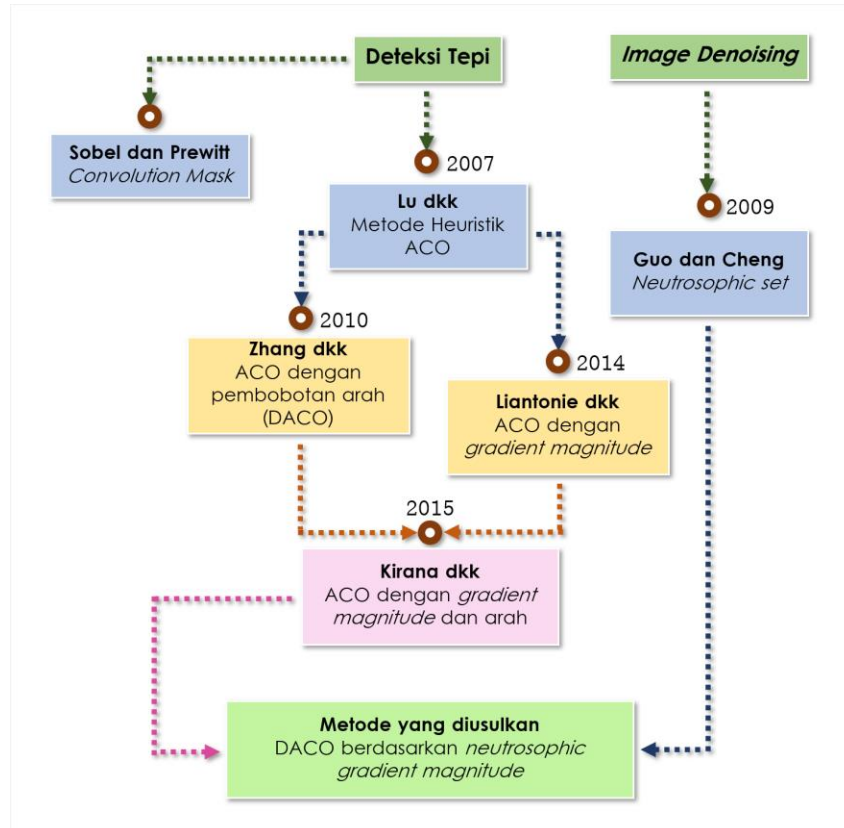 Deteksi Tepi
Image Denoising
Sobel dan Prewitt
Convolution Mask
2007
Lu dkk
Metode Heuristik
ACO
2009
Guo dan Cheng
Neutrosophic set
2010
Zhang dkk
ACO dengan
pembobotan arah
(DACO)
2014
Liantonie dkk
ACO dengan
gradient magnitude
2015
Kirana dkk
ACO dengan gradient
magnitude dan arah
Metode yang diusulkan
DACO berdasarkan neutrosophic
gradient magnitude